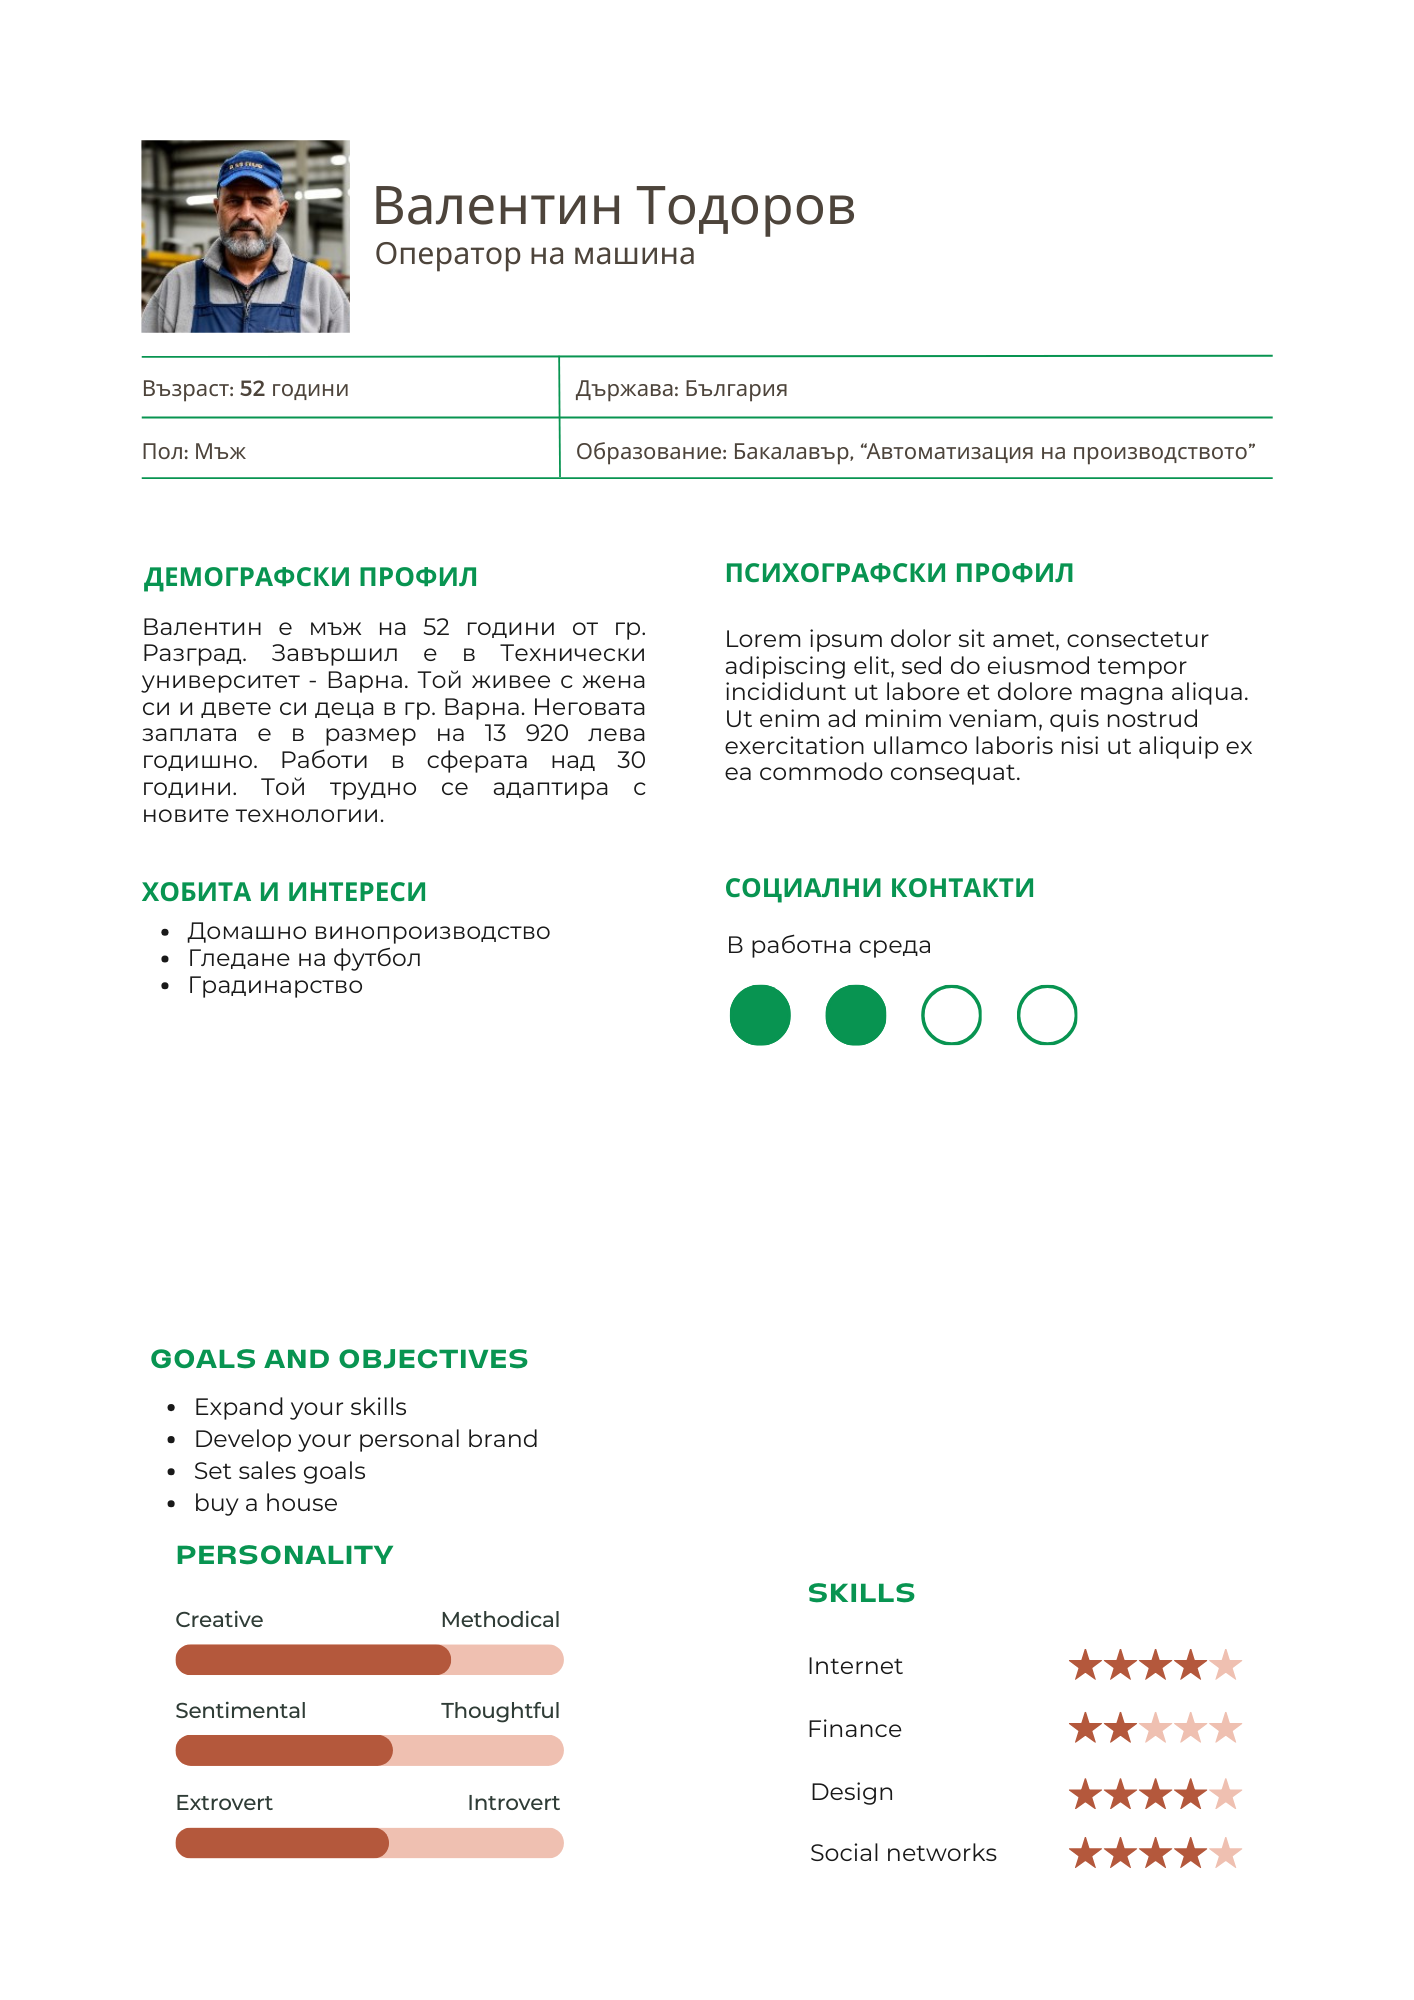 Валентин Тодоров
Оператор на машина
Възраст: 52 години
Държава: България
Пол: Мъж
Образование: Бакалавър, “Автоматизация на производството”
ДЕМОГРАФСКИ ПРОФИЛ
Валентин е мъж на 52 години от гр.
Разград. Завършил е в Технически
университет - Варна. Той живее с жена
си и двете си деца в гр. Варна. Неговата
заплата е в размер на 13 920 лева
годишно. Работи в сферата над 30
години. Той трудно се адаптира с
новите технологии.
ПСИХОГРАФСКИ ПРОФИЛ
Lorem ipsum dolor sit amet, consectetur
adipiscing elit, sed do eiusmod tempor
incididunt ut labore et dolore magna aliqua.
Ut enim ad minim veniam, quis nostrud
exercitation ullamco laboris nisi ut aliquip ex
ea commodo consequat.
ХОБИТА И ИНТЕРЕСИ
• Домашно винопроизводство
• Гледане на футбол
• Градинарство
СОЦИАЛНИ КОНТАКТИ
В работна среда
GOALS AND OBJECTIVES
• Expand your skills
• Develop your personal brand
• Set sales goals
• buy a house
PERSONALITY
Creative Methodical
Sentimental Thoughtful
Extrovert Introvert
SKILLS
Internet
Finance
Design
Social networks